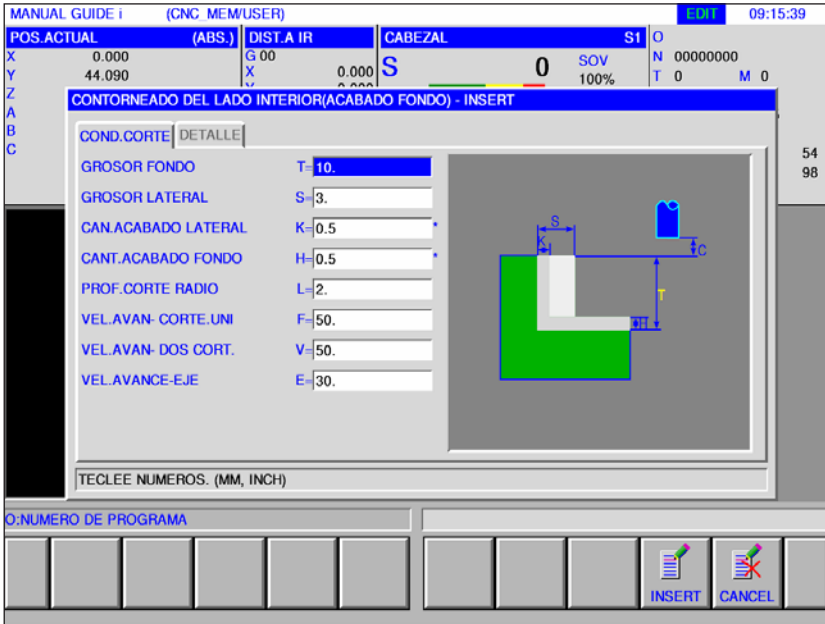 MANUAL GUIDE i (CNC_MEM/USER) EDIT 09:15:39
POS.ACTUAL (ABS.) DIST.A IR CABEZAL S1 O
X 0.000 G 00 S 0 SOV N 00000000
Y 44.090 X 0.000 100% T 0 M 0
Z
A
B
C
54
98
CONTORNEADO DEL LADO INTERIOR(ACABADO FONDO) - INSERT
COND.CORTE DETALLE
GROSOR FONDO T= 10.
GROSOR LATERAL S= 3.
CAN.ACABADO LATERAL K= 0.5 *
CANT.ACABADO FONDO H= 0.5 *
PROF.CORTE RADIO L= 2.
VEL.AVAN- CORTE.UNI F= 50.
VEL.AVAN- DOS CORT. V= 50.
VEL.AVANCE-EJE E= 30.
S
K
C
T
H
TECLEE NUMEROS. (MM, INCH)
O:NUMERO DE PROGRAMA
INSERT CANCEL